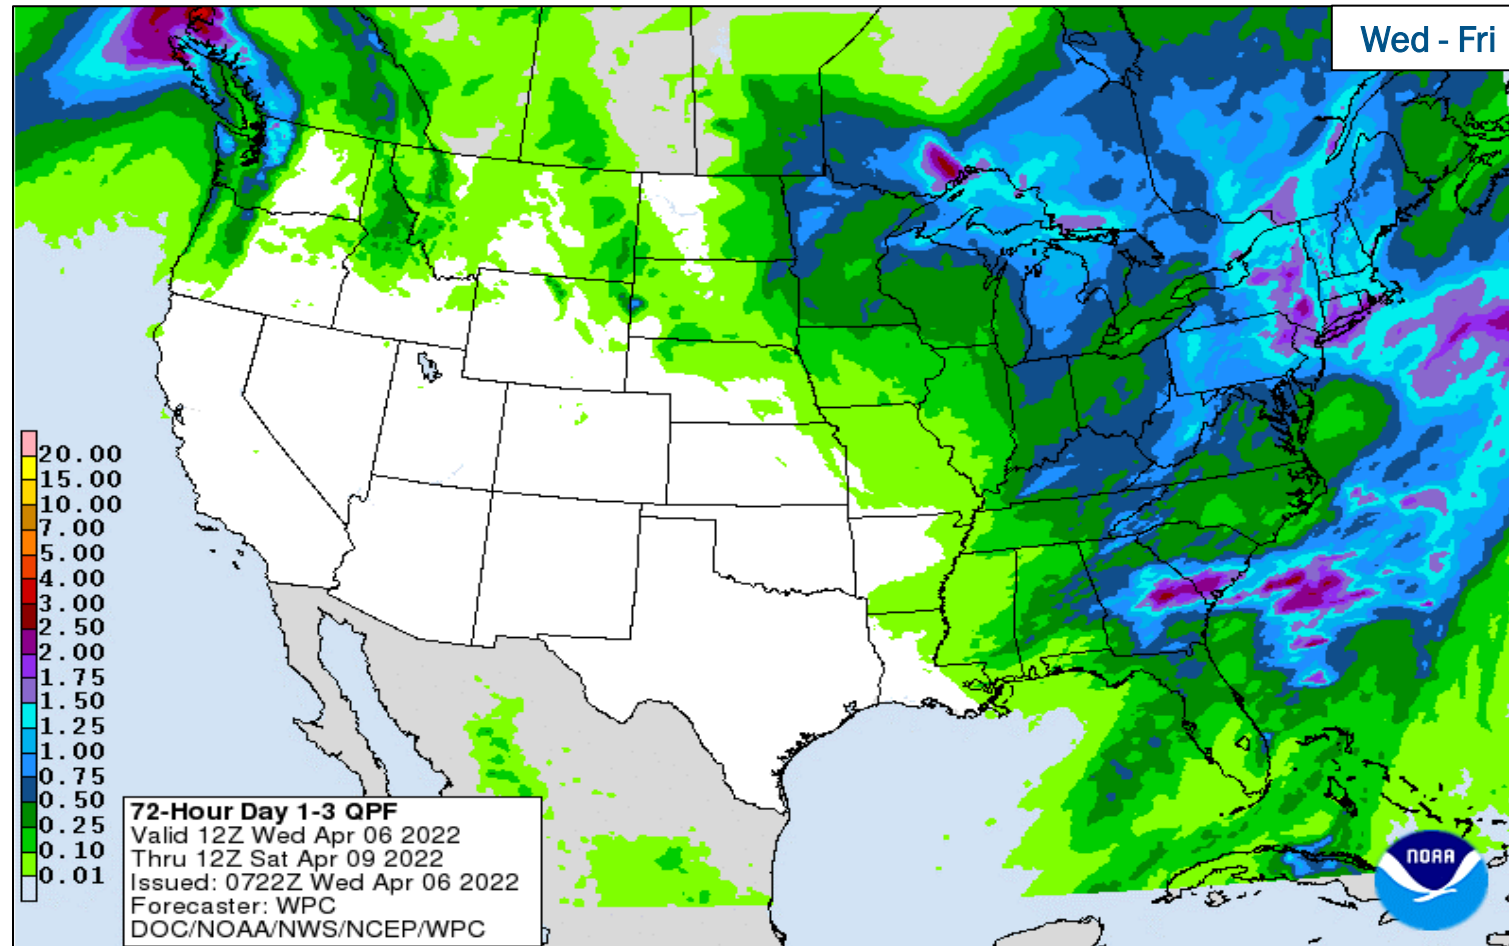 Wed - Fri
20.00
15.00
10.00
7.00
5.00
4.00
3.00
2.50
2.00
1.75
1.50
1.25
1.00
0.75
0.50
0.25
0.10
0.01
72-Hour Day 1-3 QPF
Valid 12Z Wed Apr 06 2022
Thru 12Z Sat Apr 09 2022
Issued: 0722Z Wed Apr 06 2022
Forecaster: WPC
DOC/NOAA/NWS/NCEP/WPC
NOAA